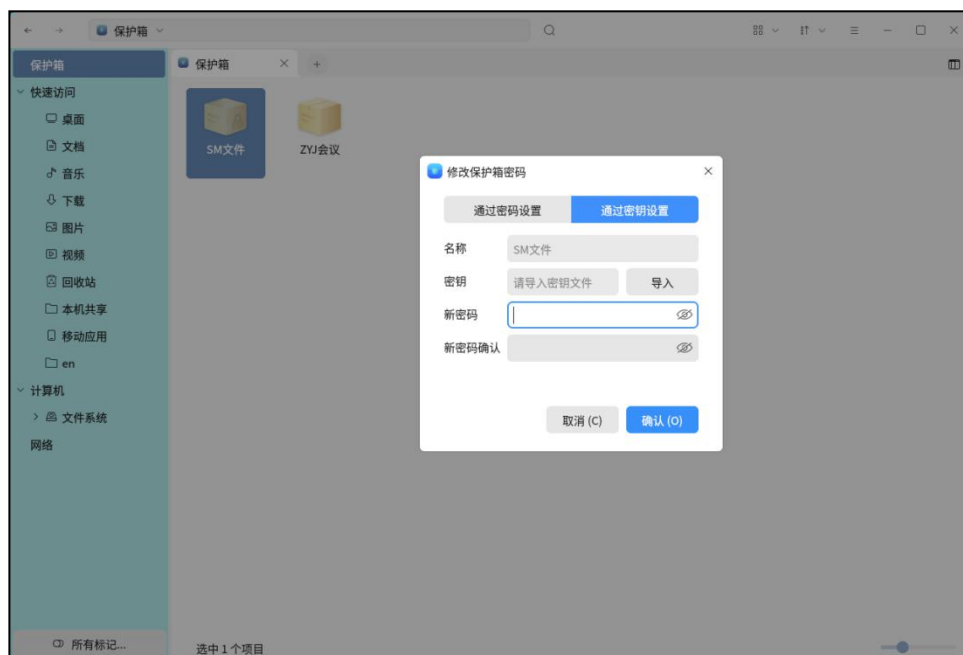 保护箱
保护箱
保护箱
快速访问
桌面
文档
音乐
下载
图片
视频
回收站
本机共享
移动应用
en
计算机
文件系统
网络
所有标记...
SM文件
ZYJ会议
修改保护箱密码
通过密码设置 通过密钥设置
名称 SM文件
密钥 请导入密钥文件 导入
新密码
新密码确认
取消 (C) 确认 (O)
选中 1 个项目